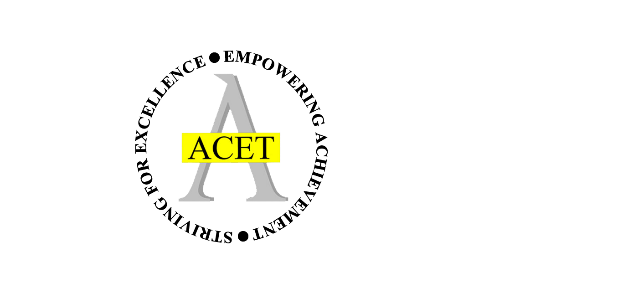 EMPOWERING ACHIEVEMENT ● STRIVING FOR EXCELLENCE ●
A
ACET